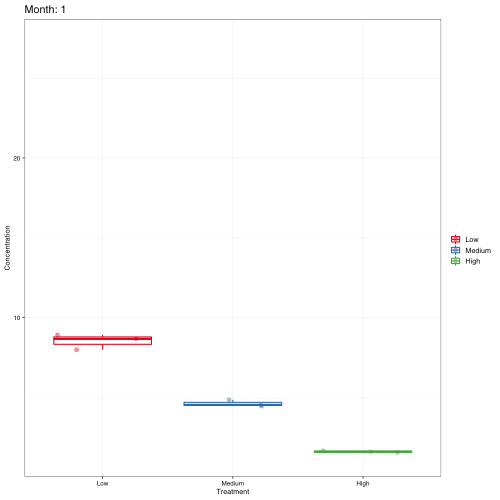 Month: 1
Concentration
20
10
Low
Medium
High
Treatment
Low
Medium
High